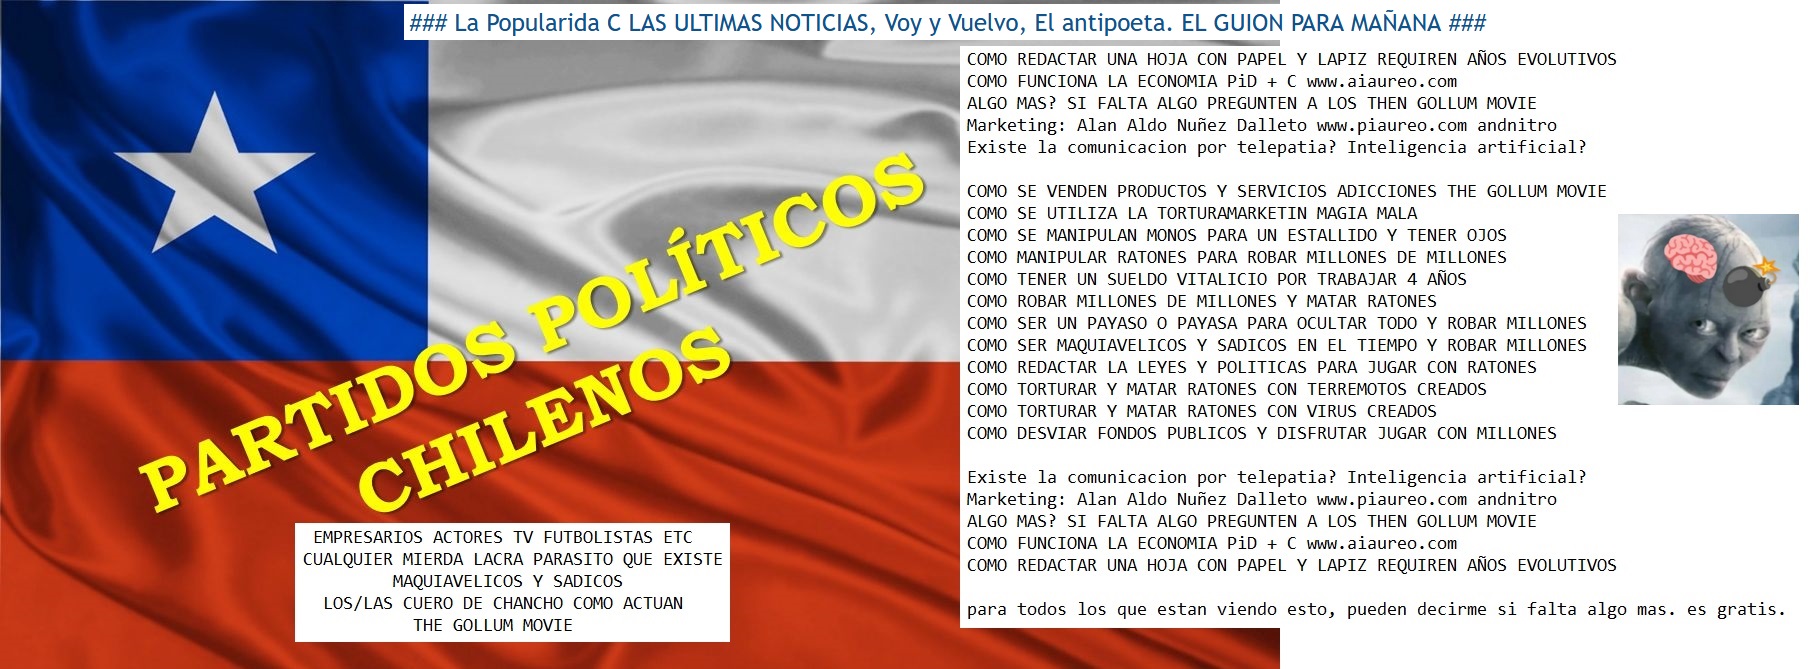 ### La Popularida C LAS ULTIMAS NOTICIAS, Voy y Vuelvo, El antipoeta. EL GUION PARA MAÑANA ###
PARTIDOS POLÍTICOS
CHILENOS
EMPRESARIOS ACTORES TV FUTBOLISTAS ETC
CUALQUIER MIERDA LACRA PARASITO QUE EXISTE
MAQUIAVELICOS Y SADICOS
LOS/LAS CUERO DE CHANCHO COMO ACTUAN
THE GOLLUM MOVIE
COMO REDACTAR UNA HOJA CON PAPEL Y LAPIZ REQUIREN AÑOS EVOLUTIVOS
COMO FUNCIONA LA ECONOMIA PiD + C www.aiaureo.com
ALGO MAS? SI FALTA ALGO PREGUNTEN A LOS THEN GOLLUM MOVIE
Marketing: Alan Aldo Nuñez Dalleto www.piaureo.com andnitro
Existe la comunicacion por telepatia? Inteligencia artificial?
COMO SE VENDEN PRODUCTOS Y SERVICIOS ADICCIONES THE GOLLUM MOVIE
COMO SE UTILIZA LA TORTURAMARKETIN MAGIA MALA
COMO SE MANIPULAN MONOS PARA UN ESTALLIDO Y TENER OJOS
COMO MANIPULAR RATONES PARA ROBAR MILLONES DE MILLONES
COMO TENER UN SUELDO VITALICIO POR TRABAJAR 4 AÑOS
COMO ROBAR MILLONES DE MILLONES Y MATAR RATONES
COMO SER UN PAYASO O PAYASA PARA OCULTAR TODO Y ROBAR MILLONES
COMO SER MAQUIAVELICOS Y SADICOS EN EL TIEMPO Y ROBAR MILLONES
COMO REDACTAR LA LEYES Y POLITICAS PARA JUGAR CON RATONES
COMO TORTURAR Y MATAR RATONES CON TERREMOTOS CREADOS
COMO TORTURAR Y MATAR RATONES CON VIRUS CREADOS
COMO DESVIAR FONDOS PUBLICOS Y DISFRUTAR JUGAR CON MILLONES
Existe la comunicacion por telepatia? Inteligencia artificial?
Marketing: Alan Aldo Nuñez Dalleto www.piaureo.com andnitro
ALGO MAS? SI FALTA ALGO PREGUNTEN A LOS THEN GOLLUM MOVIE
COMO FUNCIONA LA ECONOMIA PiD + C www.aiaureo.com
COMO REDACTAR UNA HOJA CON PAPEL Y LAPIZ REQUIREN AÑOS EVOLUTIVOS
para todos los que estan viendo esto, pueden decirme si falta algo mas. es gratis.